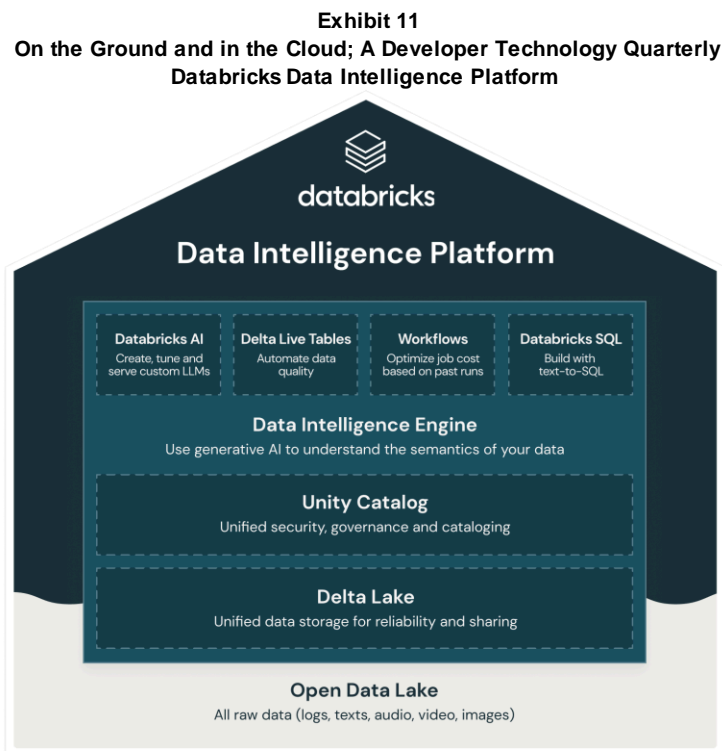 Exhibit 11
On the Ground and in the Cloud; A Developer Technology Quarterly
Databricks Data Intelligence Platform
databricks
Data Intelligence Platform
Databricks AI
Create, tune and
serve custom LLMs
Delta Live Tables
Automate data
quality
Workflows
Optimize job cost
based on past runs
Databricks SQL
Build with
text-to-SQL
Data Intelligence Engine
Use generative AI to understand the semantics of your data
Unity Catalog
Unified security, governance and cataloging
Delta Lake
Unified data storage for reliability and sharing
Open Data Lake
All raw data (logs, texts, audio, video, images)